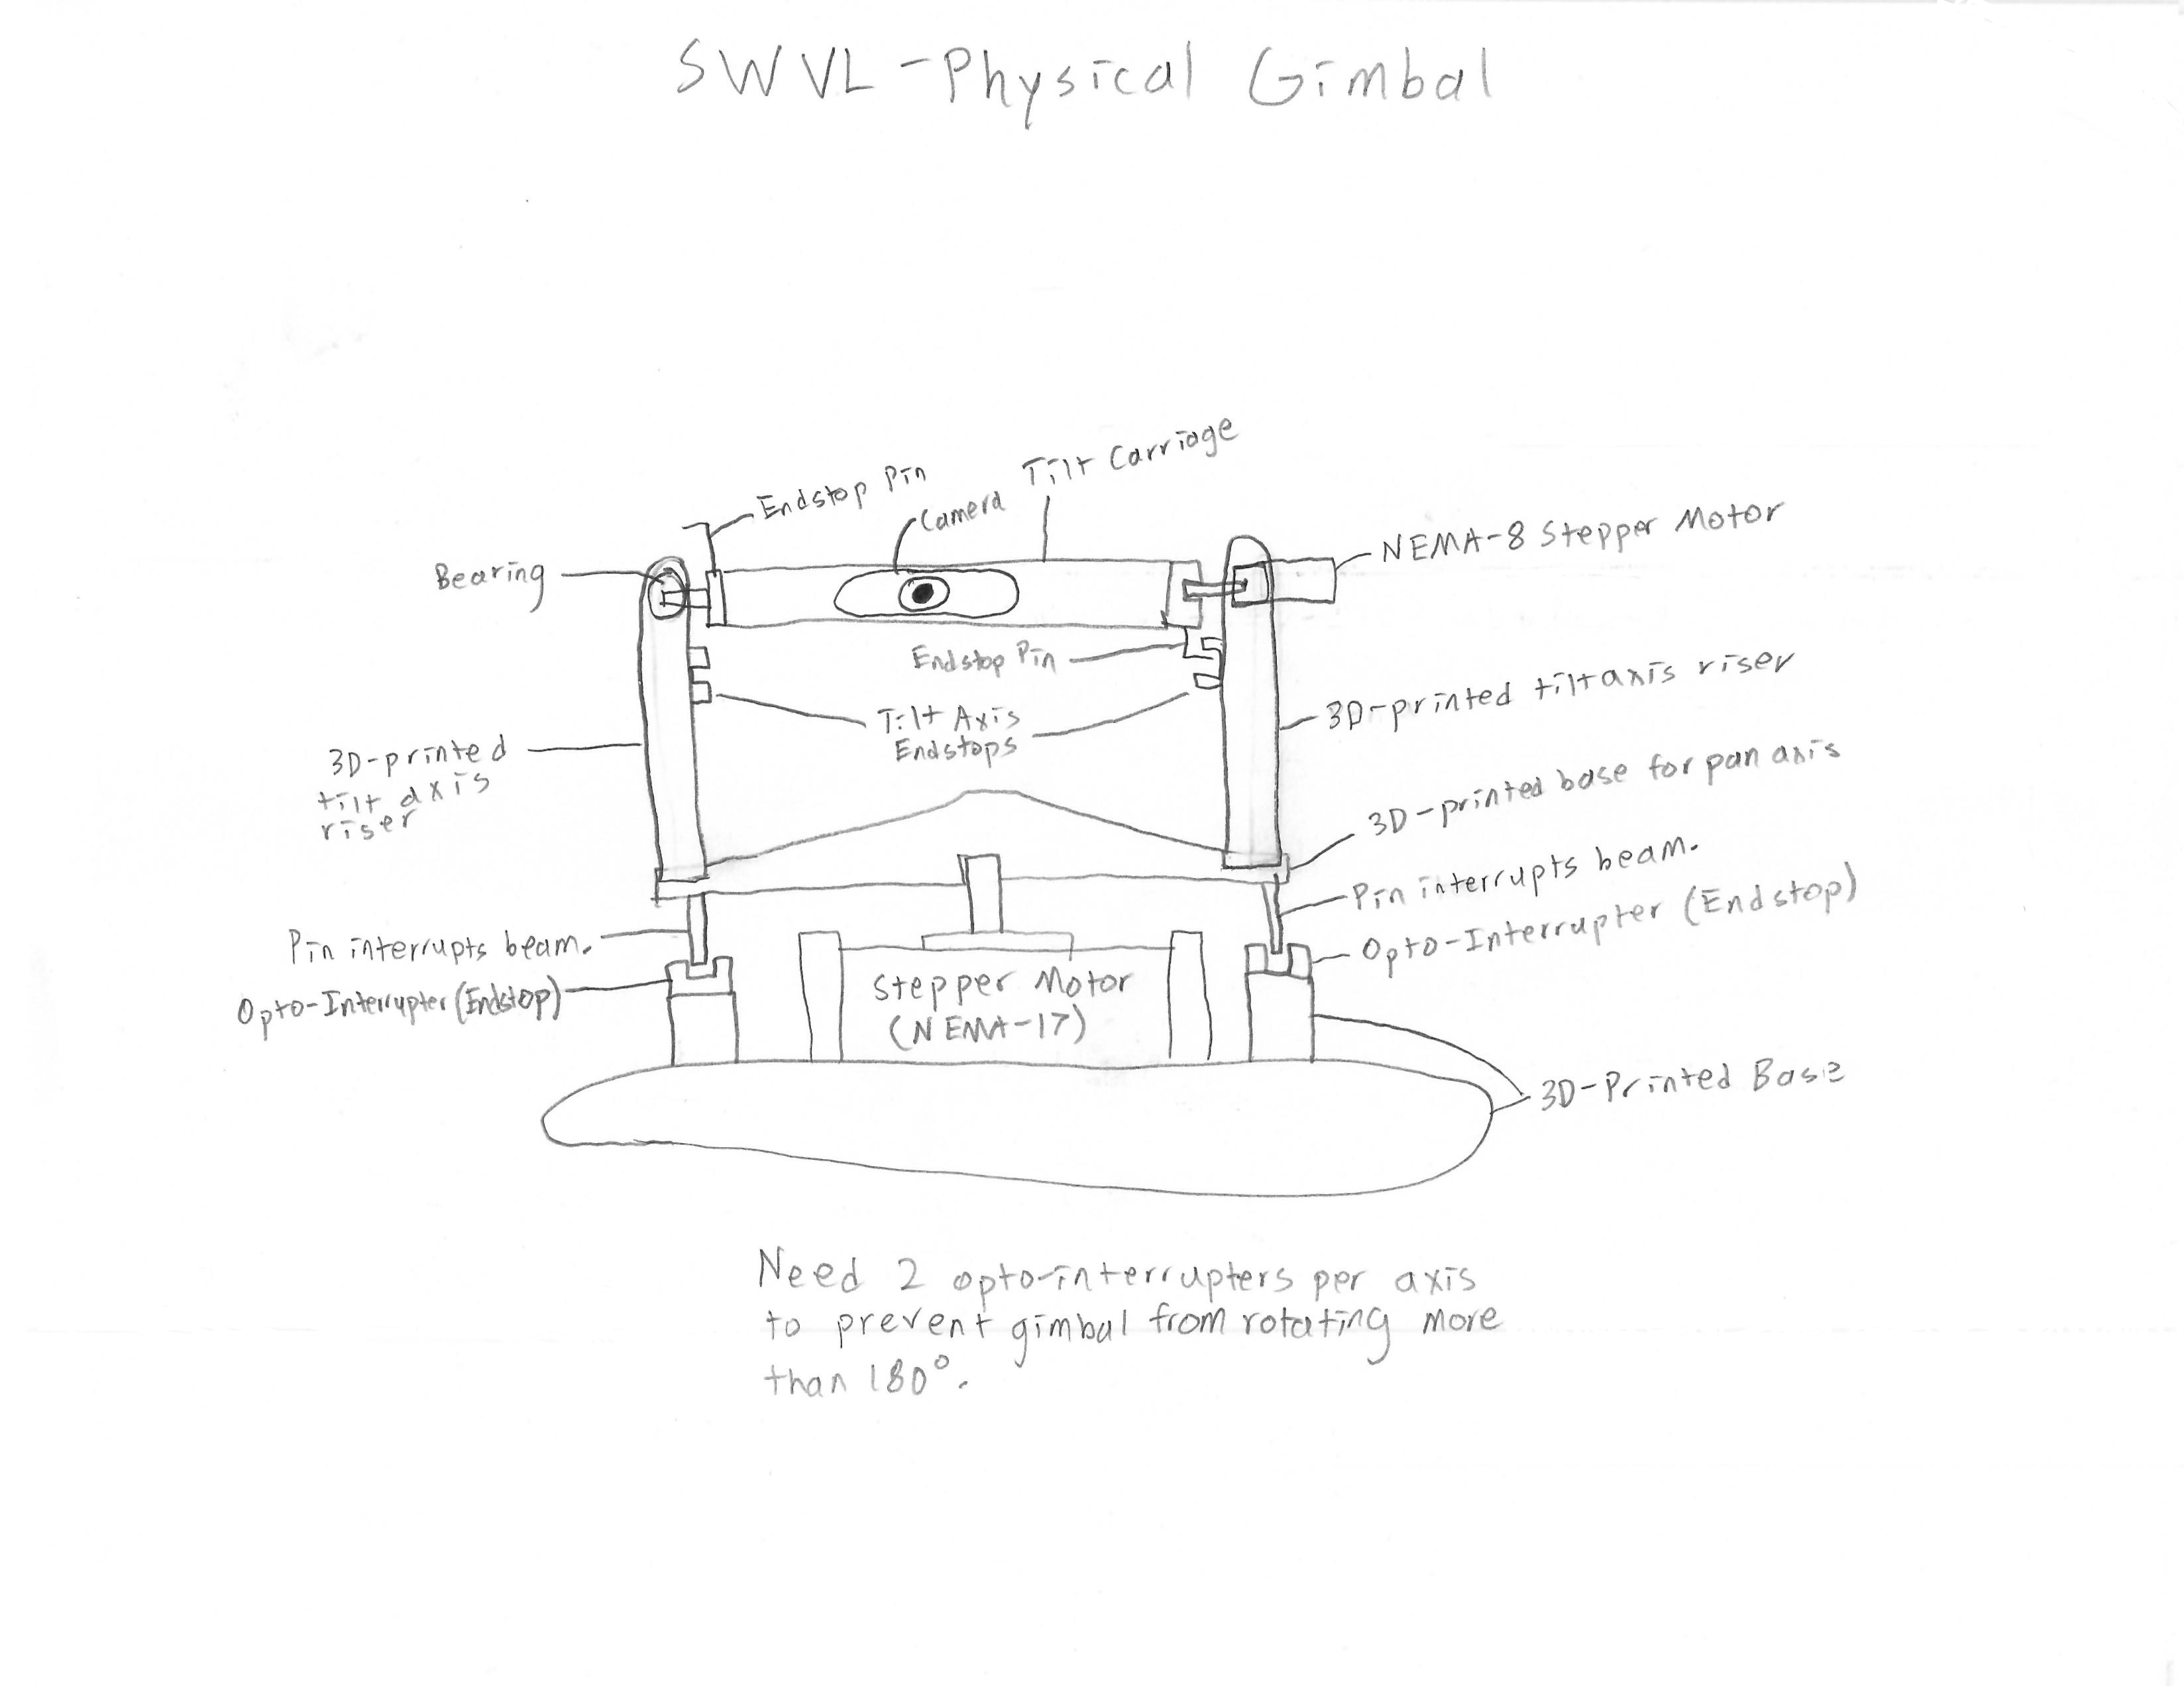 SWVL - Physical Gimbal
Endstop Pin
Camera
Tilt Carriage
NEMA-8 Stepper Motor
Bearing
Endstop Pin
3D-printed tilt axis riser
Tilt Axis
Endstops
3D-printed
tilt axis
riser
3D-printed base for pan axis
Pin interrupts beam.
Opto-Interrupter (Endstop)
Pin interrupts beam.
Opto-Interrupter (Endstop)
Stepper Motor
(NEMA-17)
3D-Printed Base
Need 2 opto-interrupters per axis
to prevent gimbal from rotating more
than 180°.